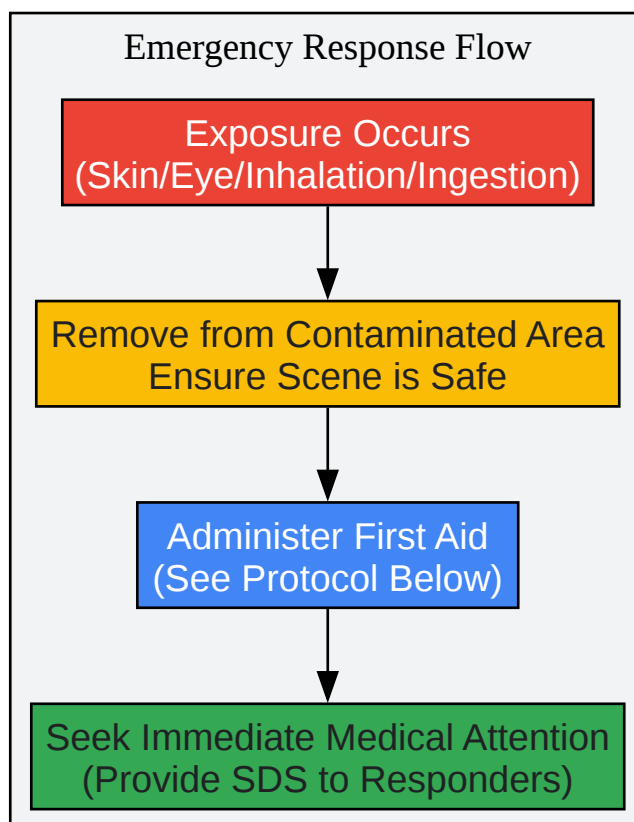 Emergency Response Flow
Exposure Occurs
(Skin/Eye/Inhalation/Ingestion)
Remove from Contaminated Area
Ensure Scene is Safe
Administer First Aid
(See Protocol Below)
Seek Immediate Medical Attention
(Provide SDS to Responders)